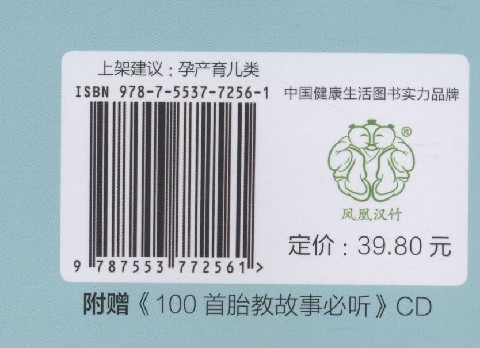 上架建议：孕产育儿类
ISBN 978-7-5537-7256-1
中国健康生活图书实力品牌
®
凤凰汉竹
定价：39.80元
9 787553 772561 >
附赠《100首胎教故事必听》CD